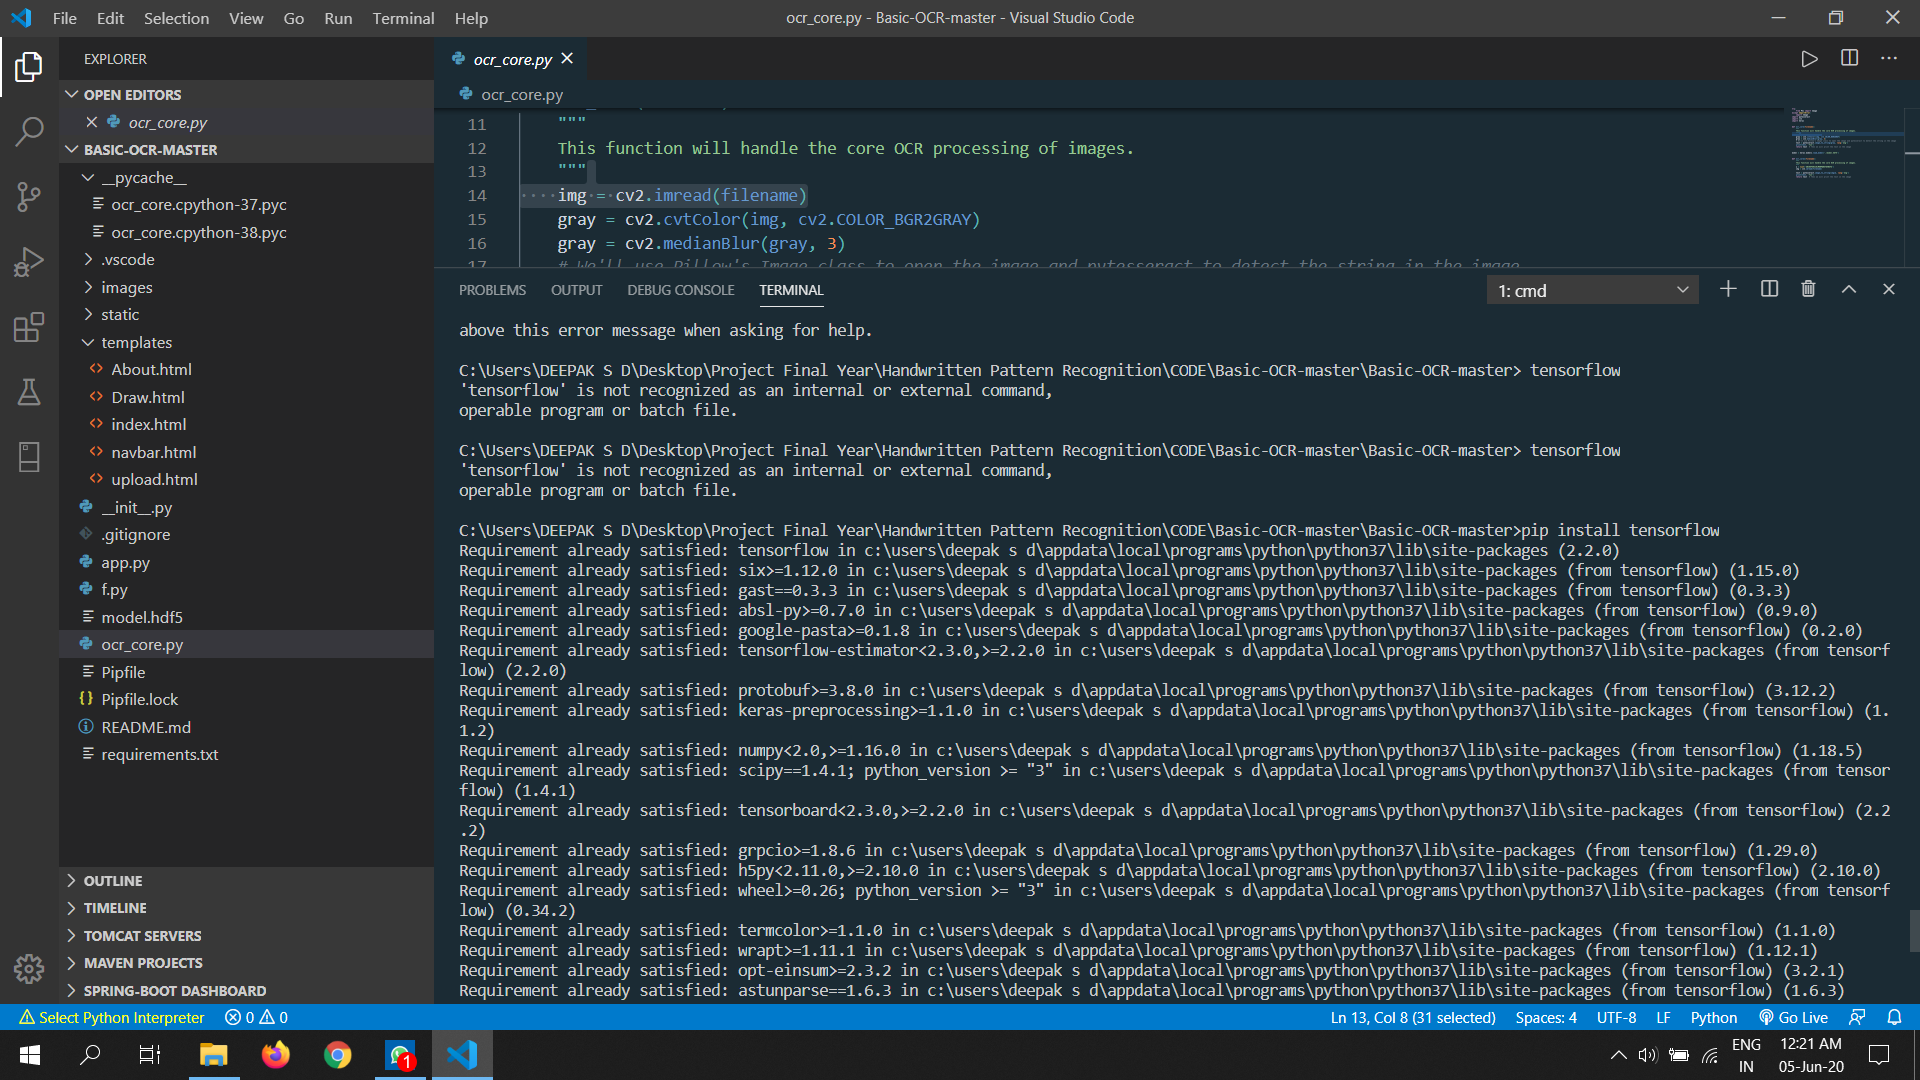 File Edit Selection View Go Run Terminal Help
ocr_core.py - Basic-OCR-master - Visual Studio Code
EXPLORER
OPEN EDITORS
ocr_core.py
BASIC-OCR-MASTER
__pycache__
ocr_core.cpython-37.pyc
ocr_core.cpython-38.pyc
.vscode
images
static
templates
About.html
Draw.html
index.html
navbar.html
upload.html
__init__.py
.gitignore
app.py
f.py
model.hdf5
ocr_core.py
Pipfile
Pipfile.lock
README.md
requirements.txt
OUTLINE
TIMELINE
TOMCAT SERVERS
MAVEN PROJECTS
SPRING-BOOT DASHBOARD
ocr_core.py
ocr_core.py
11 """
12 This function will handle the core OCR processing of images.
13 """
14 img = cv2.imread(filename)
15 gray = cv2.cvtColor(img, cv2.COLOR_BGR2GRAY)
16 gray = cv2.medianBlur(gray, 3)
17 # We'll use Pillow's Image class to open the image and pytesseract to detect the string in the image
PROBLEMS OUTPUT DEBUG CONSOLE TERMINAL
1: cmd
above this error message when asking for help.
C:\Users\DEEPAK S D\Desktop\Project Final Year\Handwritten Pattern Recognition\CODE\Basic-OCR-master\Basic-OCR-master> tensorflow
'tensorflow' is not recognized as an internal or external command,
operable program or batch file.
C:\Users\DEEPAK S D\Desktop\Project Final Year\Handwritten Pattern Recognition\CODE\Basic-OCR-master\Basic-OCR-master> tensorflow
'tensorflow' is not recognized as an internal or external command,
operable program or batch file.
C:\Users\DEEPAK S D\Desktop\Project Final Year\Handwritten Pattern Recognition\CODE\Basic-OCR-master\Basic-OCR-master>pip install tensorflow
Requirement already satisfied: tensorflow in c:\users\deepak s d\appdata\local\programs\python\python37\lib\site-packages (2.2.0)
Requirement already satisfied: six>=1.12.0 in c:\users\deepak s d\appdata\local\programs\python\python37\lib\site-packages (from tensorflow) (1.15.0)
Requirement already satisfied: gast==0.3.3 in c:\users\deepak s d\appdata\local\programs\python\python37\lib\site-packages (from tensorflow) (0.3.3)
Requirement already satisfied: absl-py>=0.7.0 in c:\users\deepak s d\appdata\local\programs\python\python37\lib\site-packages (from tensorflow) (0.9.0)
Requirement already satisfied: google-pasta>=0.1.8 in c:\users\deepak s d\appdata\local\programs\python\python37\lib\site-packages (from tensorflow) (0.2.0)
Requirement already satisfied: tensorflow-estimator<2.3.0,>=2.2.0 in c:\users\deepak s d\appdata\local\programs\python\python37\lib\site-packages (from tensorf
low) (2.2.0)
Requirement already satisfied: protobuf>=3.8.0 in c:\users\deepak s d\appdata\local\programs\python\python37\lib\site-packages (from tensorflow) (3.12.2)
Requirement already satisfied: keras-preprocessing>=1.1.0 in c:\users\deepak s d\appdata\local\programs\python\python37\lib\site-packages (from tensorflow) (1.
1.2)
Requirement already satisfied: numpy<2.0,>=1.16.0 in c:\users\deepak s d\appdata\local\programs\python\python37\lib\site-packages (from tensorflow) (1.18.5)
Requirement already satisfied: scipy==1.4.1; python_version >= "3" in c:\users\deepak s d\appdata\local\programs\python\python37\lib\site-packages (from tensor
flow) (1.4.1)
Requirement already satisfied: tensorboard<2.3.0,>=2.2.0 in c:\users\deepak s d\appdata\local\programs\python\python37\lib\site-packages (from tensorflow) (2.2
.2)
Requirement already satisfied: grpcio>=1.8.6 in c:\users\deepak s d\appdata\local\programs\python\python37\lib\site-packages (from tensorflow) (1.29.0)
Requirement already satisfied: h5py<2.11.0,>=2.10.0 in c:\users\deepak s d\appdata\local\programs\python\python37\lib\site-packages (from tensorflow) (2.10.0)
Requirement already satisfied: wheel>=0.26; python_version >= "3" in c:\users\deepak s d\appdata\local\programs\python\python37\lib\site-packages (from tensorf
low) (0.34.2)
Requirement already satisfied: termcolor>=1.1.0 in c:\users\deepak s d\appdata\local\programs\python\python37\lib\site-packages (from tensorflow) (1.1.0)
Requirement already satisfied: wrapt>=1.11.1 in c:\users\deepak s d\appdata\local\programs\python\python37\lib\site-packages (from tensorflow) (1.12.1)
Requirement already satisfied: opt-einsum>=2.3.2 in c:\users\deepak s d\appdata\local\programs\python\python37\lib\site-packages (from tensorflow) (3.2.1)
Requirement already satisfied: astunparse==1.6.3 in c:\users\deepak s d\appdata\local\programs\python\python37\lib\site-packages (from tensorflow) (1.6.3)
Select Python Interpreter 0 0
Ln 13, Col 8 (31 selected) Spaces: 4 UTF-8 LF Python Go Live
1
ENG
IN
12:21 AM
05-Jun-20